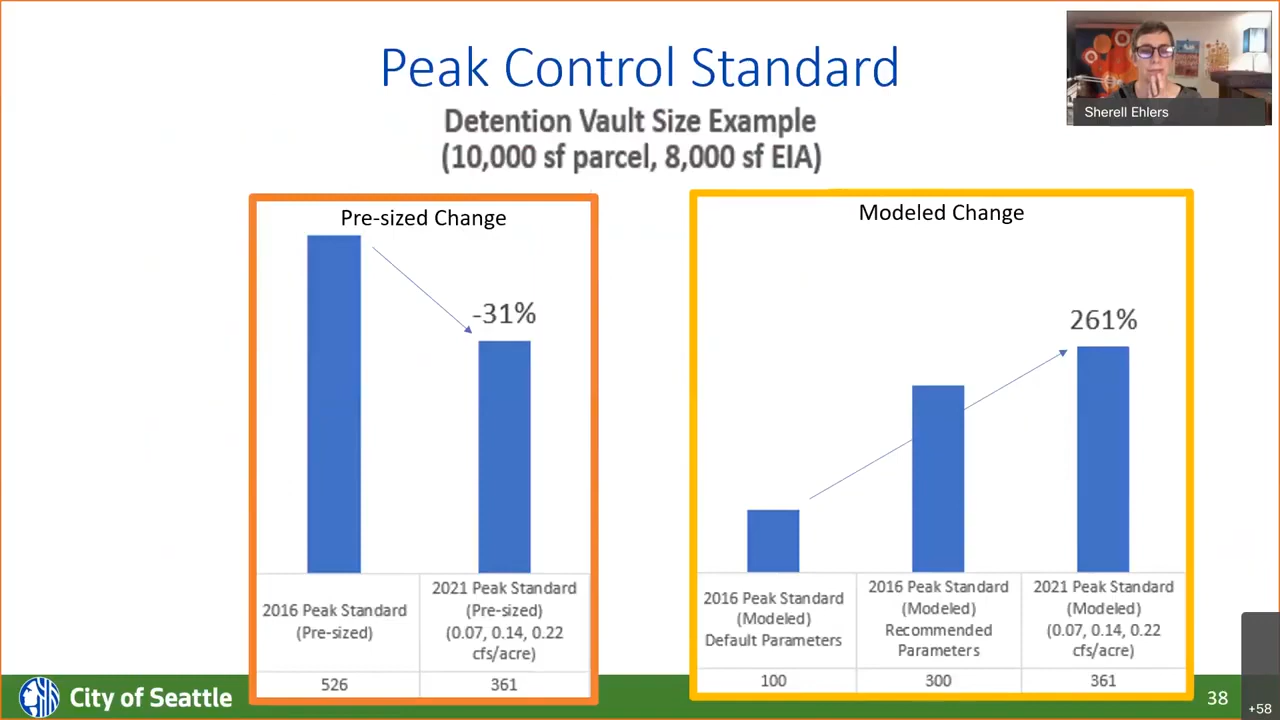 Peak Control Standard
Detention Vault Size Example
(10,000 sf parcel, 8,000 sf EIA)
Sherell Ehlers
Pre-sized Change
-31%
2016 Peak Standard
(Pre-sized)
2021 Peak Standard
(Pre-sized)
(0.07, 0.14, 0.22
cfs/acre)
526
361
Modeled Change
261%
2016 Peak Standard
(Modeled)
Default Parameters
2016 Peak Standard
(Modeled)
Recommended
Parameters
2021 Peak Standard
(Modeled)
(0.07, 0.14, 0.22
cfs/acre)
100
300
361
City of Seattle
38
+58